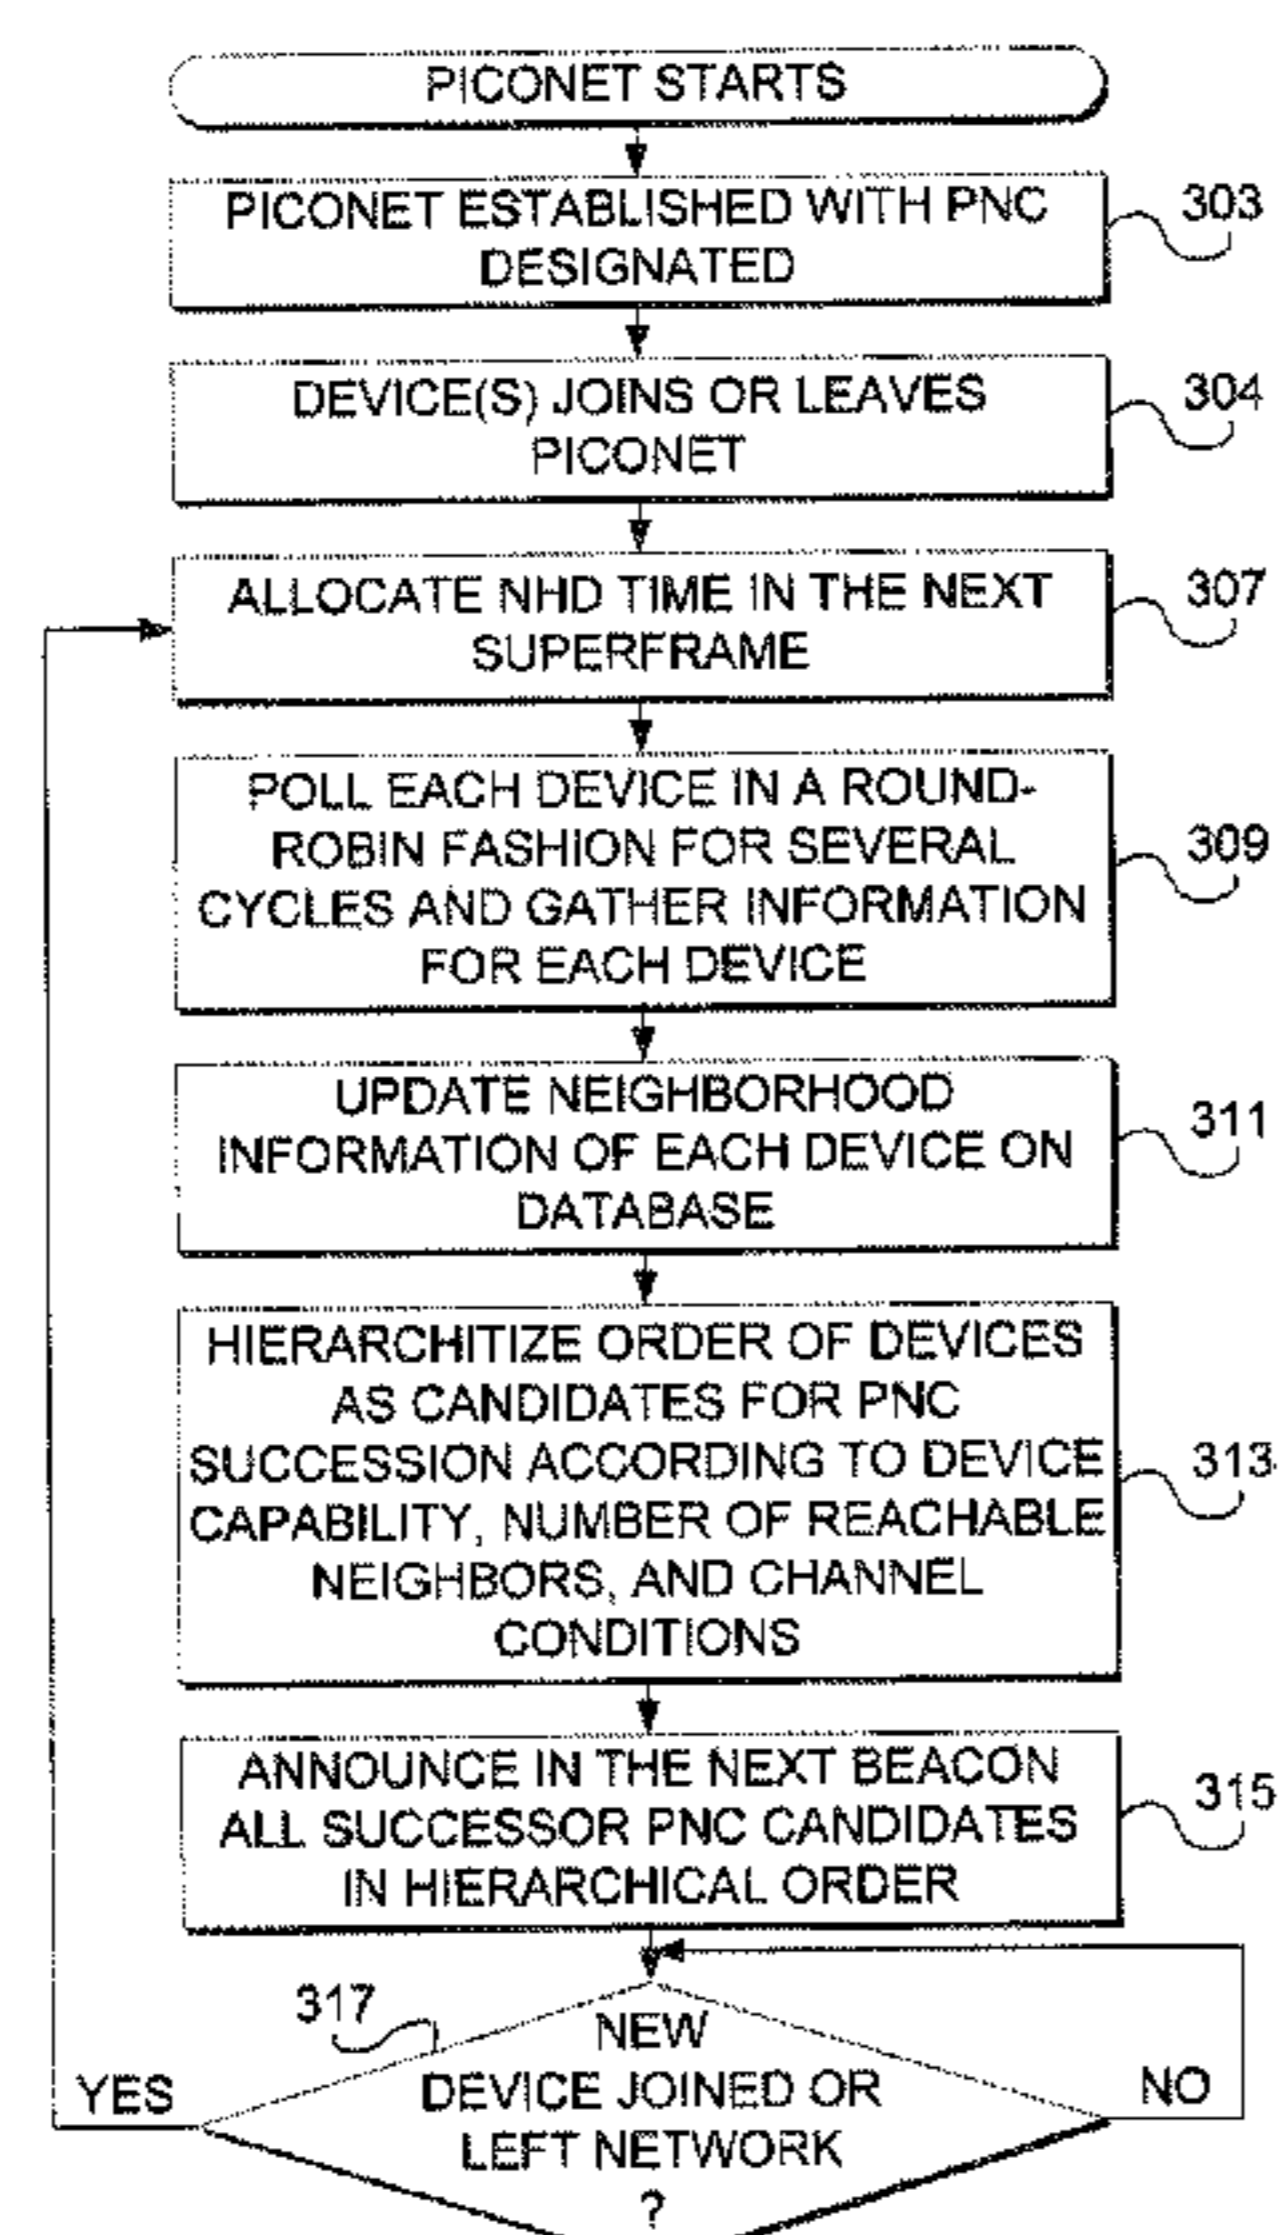 PICONET STARTS
PICONET ESTABLISHED WITH PNC
DESIGNATED
303
DEVICE(S) JOINS OR LEAVES
PICONET
304
ALLOCATE NHD TIME IN THE NEXT
SUPERFRAME
307
POLL EACH DEVICE IN A ROUND-
ROBIN FASHION FOR SEVERAL
CYCLES AND GATHER INFORMATION
FOR EACH DEVICE
309
UPDATE NEIGHBORHOOD
INFORMATION OF EACH DEVICE ON
DATABASE
311
HIERARCHITIZE ORDER OF DEVICES
AS CANDIDATES FOR PNC
SUCCESSION ACCORDING TO DEVICE
CAPABILITY, NUMBER OF REACHABLE
NEIGHBORS, AND CHANNEL
CONDITIONS
313
ANNOUNCE IN THE NEXT BEACON
ALL SUCCESSOR PNC CANDIDATES
IN HIERARCHICAL ORDER
315
317
NEW
DEVICE JOINED OR
LEFT NETWORK
?
YES
NO